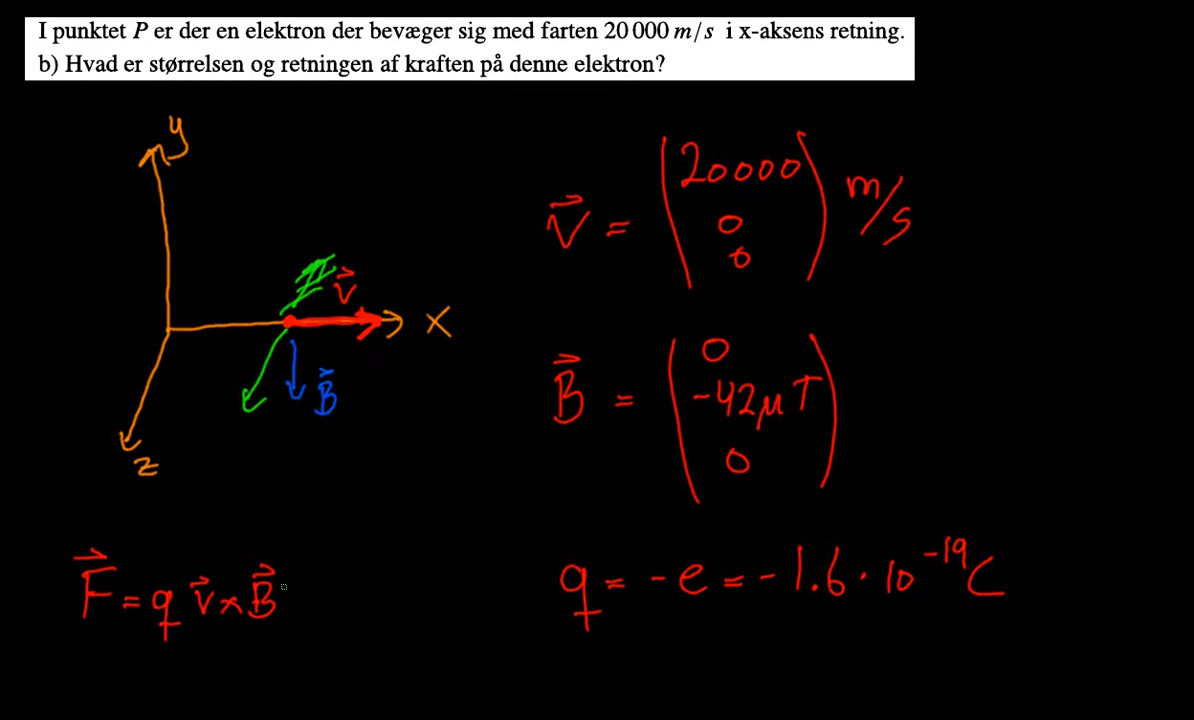 I punktet P er der en elektron der bevæger sig med farten 20 000 m/s i x-aksens retning.
b) Hvad er størrelsen og retningen af kraften på denne elektron?
y
x
z
v⃗
B⃗
v⃗ = (20000
0
0) m/s
B⃗ = (0
-42μT
0)
F⃗ = q v⃗ × B⃗
q = -e = -1.6 · 10⁻¹⁹ C